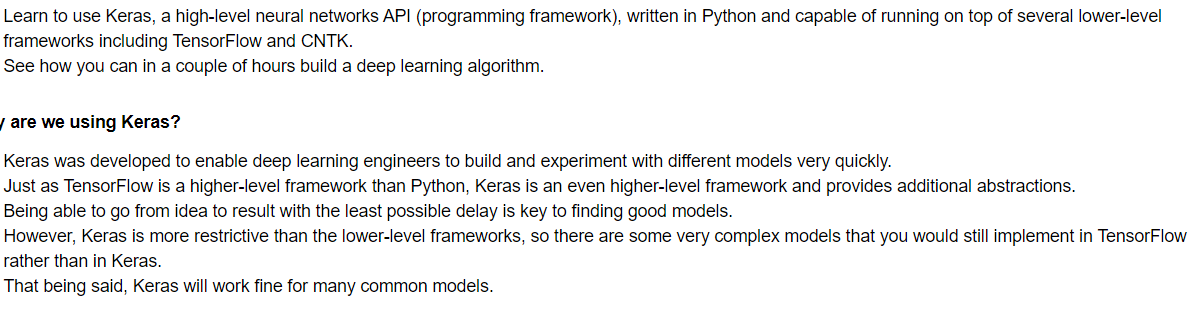 Learn to use Keras, a high-level neural networks API (programming framework), written in Python and capable of running on top of several lower-level
frameworks including TensorFlow and CNTK.
See how you can in a couple of hours build a deep learning algorithm.
are we using Keras?
Keras was developed to enable deep learning engineers to build and experiment with different models very quickly.
Just as TensorFlow is a higher-level framework than Python, Keras is an even higher-level framework and provides additional abstractions.
Being able to go from idea to result with the least possible delay is key to finding good models.
However, Keras is more restrictive than the lower-level frameworks, so there are some very complex models that you would still implement in TensorFlow
rather than in Keras.
That being said, Keras will work fine for many common models.